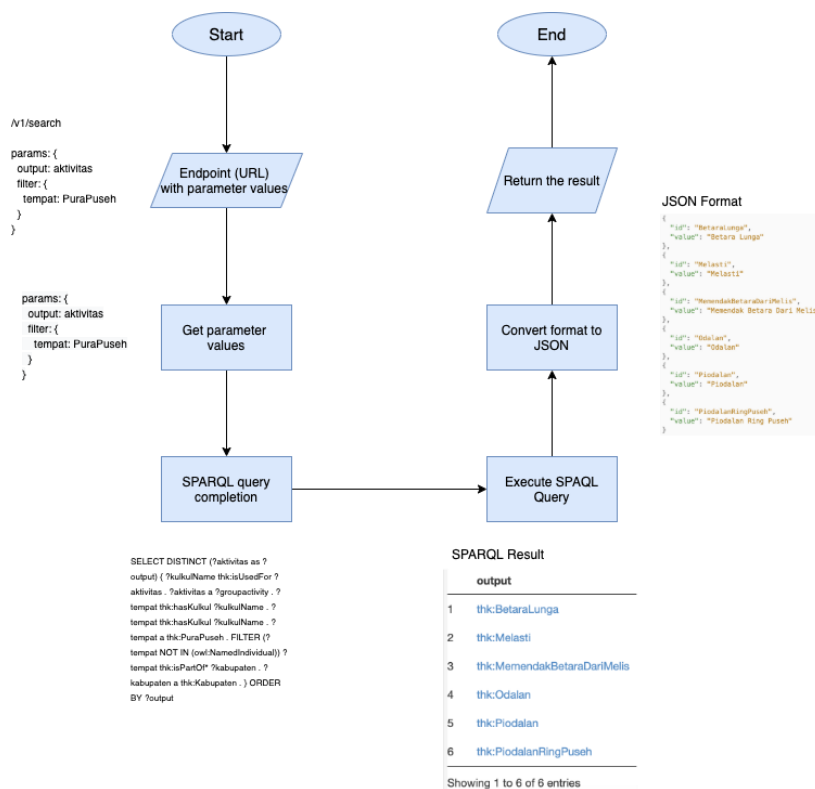 Start
End
/v1/search
params: {
output: aktivitas
filter: {
tempat: PuraPuseh
}
}
Endpoint (URL)
with parameter values
Return the result
JSON Format
{
"id": "BetaraLunga",
"value": "Betara Lunga"
},
{
"id": "Melasti",
"value": "Melasti"
},
{
"id": "MemendakBetaraDariMelis",
"value": "Memendak Betara Dari Melis
},
{
"id": "Odalan",
"value": "Odalan"
},
{
"id": "Piodalan",
"value": "Piodalan"
},
{
"id": "PiodalanRingPuseh",
"value": "Piodalan Ring Puseh"
}
params: {
output: aktivitas
filter: {
tempat: PuraPuseh
}
}
Get parameter
values
Convert format to
JSON
SPARQL query
completion
Execute SPAQL
Query
SELECT DISTINCT (?aktivitas as ?
output) { ?kulkulName thk:isUsedFor ?
aktivitas . ?aktivitas a ?groupactivity . ?
tempat thk:hasKulkul ?kulkulName . ?
tempat thk:hasKulkul ?kulkulName . ?
tempat a thk:PuraPuseh . FILTER (?
tempat NOT IN (owl:NamedIndividual)) ?
tempat thk:isPartOf* ?kabupaten . ?
kabupaten a thk:Kabupaten . } ORDER
BY ?output
SPARQL Result
output
1 thk:BetaraLunga
2 thk:Melasti
3 thk:MemendakBetaraDariMelis
4 thk:Odalan
5 thk:Piodalan
6 thk:PiodalanRingPuseh
Showing 1 to 6 of 6 entries